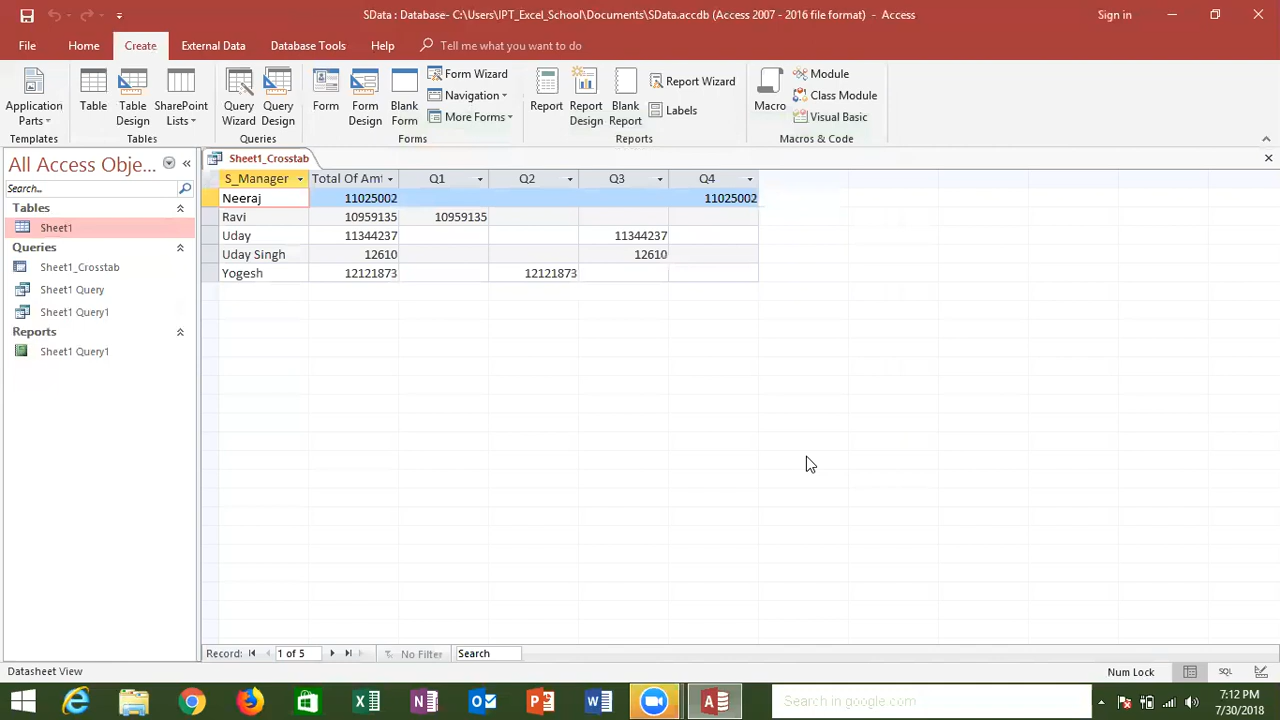 SData : Database- C:\Users\IPT_Excel_School\Documents\SData.accdb (Access 2007 - 2016 file format) - Access
Sign in
File Home Create External Data Database Tools Help Tell me what you want to do
Application Parts
Table
Table Design
SharePoint Lists
Query Wizard
Query Design
Form
Form Design
Blank Form
Form Wizard
Navigation
More Forms
Report
Report Design
Blank Report
Report Wizard
Labels
Macro
Module
Class Module
Visual Basic
Templates Tables Queries Forms Reports Macros & Code
All Access Obje...
Search...
Tables
Sheet1
Queries
Sheet1_Crosstab
Sheet1 Query
Sheet1 Query1
Reports
Sheet1 Query1
Sheet1_Crosstab
S_Manager Total Of Amt Q1 Q2 Q3 Q4
Neeraj 11025002 11025002
Ravi 10959135 10959135
Uday 11344237 11344237
Uday Singh 12610 12610
Yogesh 12121873 12121873
Record: 1 of 5 No Filter Search
Datasheet View
Num Lock
SQL
Search on google.com
7:12 PM
7/30/2018